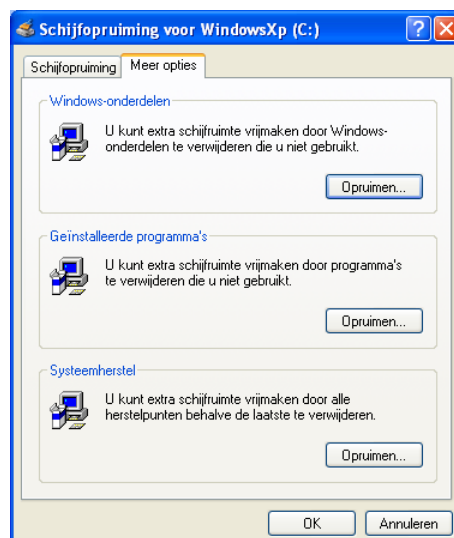 Schijfopruiming voor WindowsXp (C:)
Schijfopruiming Meer opties
Windows-onderdelen
U kunt extra schijfruimte vrijmaken door Windows-
onderdelen te verwijderen die u niet gebruikt.
Opruimen...
Geïnstalleerde programma's
U kunt extra schijfruimte vrijmaken door programma's
te verwijderen die u niet gebruikt.
Opruimen...
Systeemherstel
U kunt extra schijfruimte vrijmaken door alle
herstelpunten behalve de laatste te verwijderen.
Opruimen...
OK Annuleren